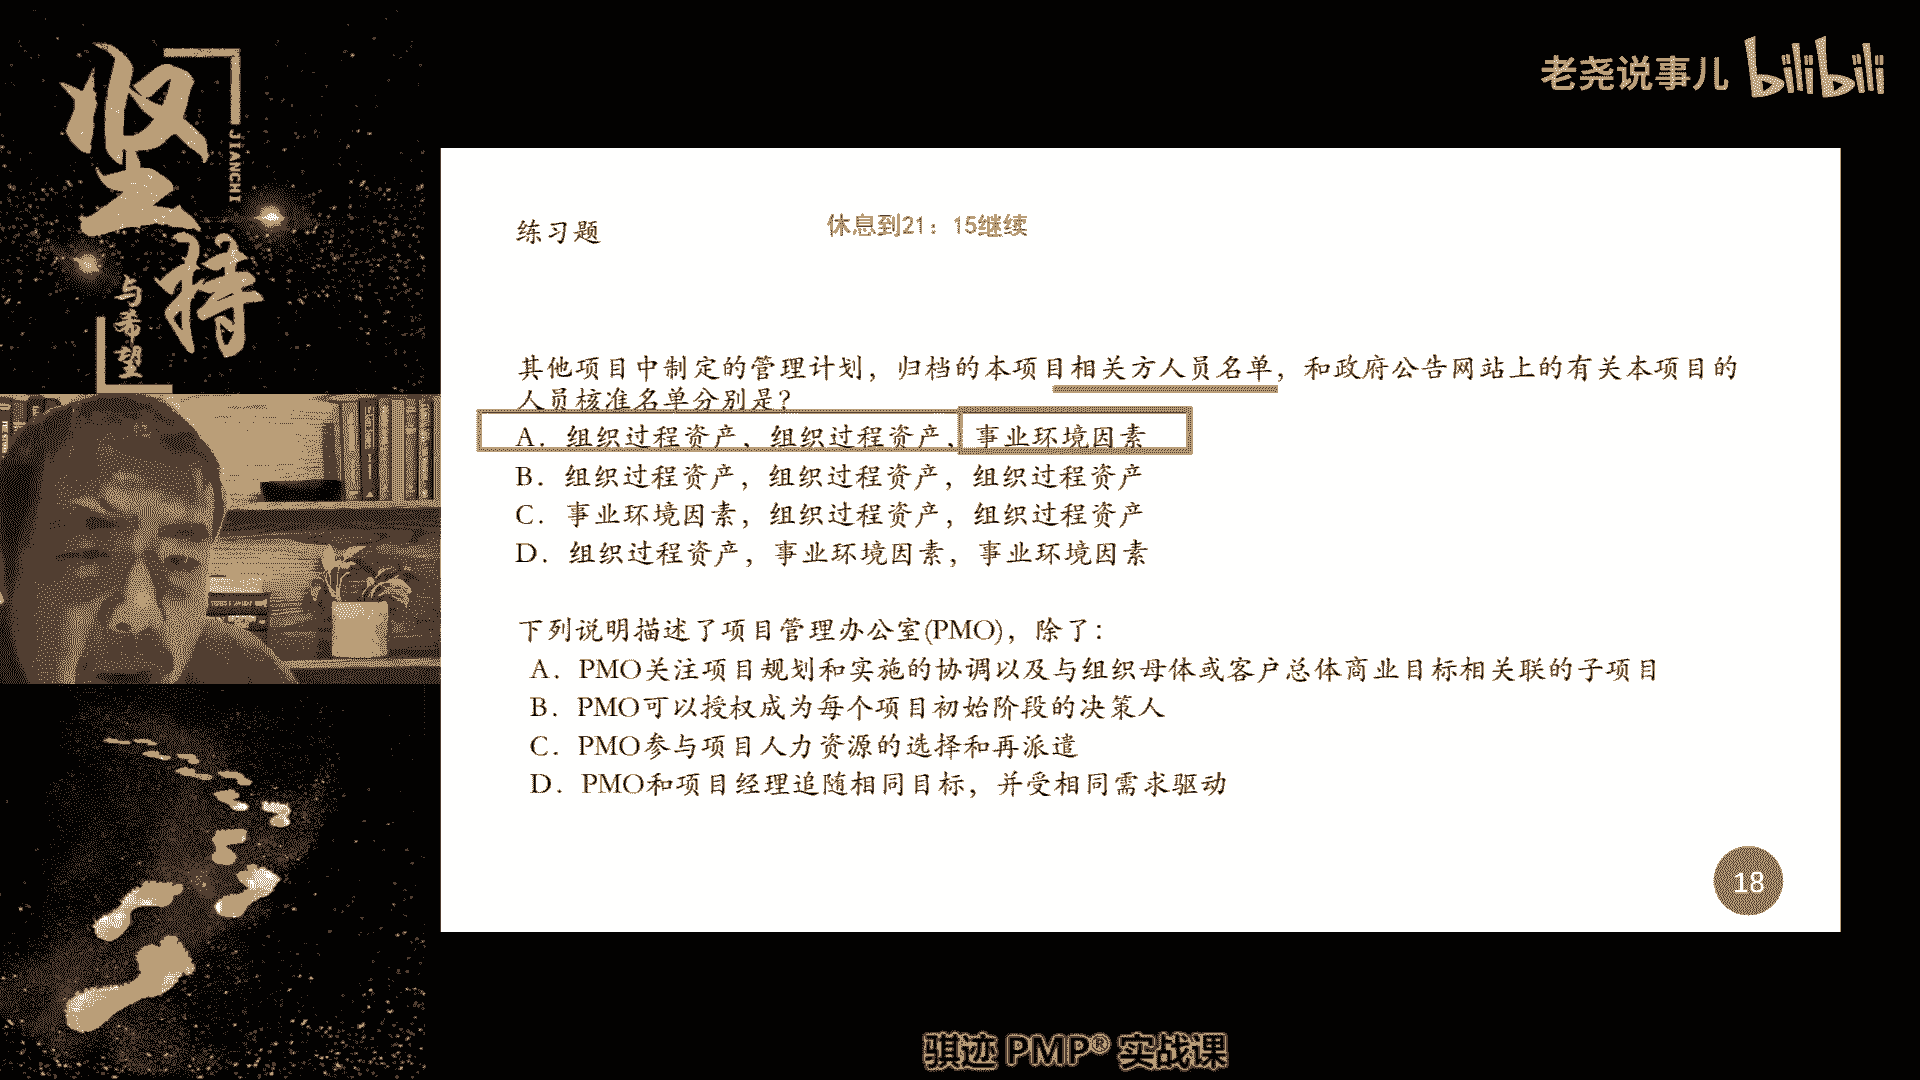 坚持
JIANCHI
与希望
老尧说事儿 bilibili
练习题
休息到21：15继续
其他项目中制定的管理计划，归档的本项目相关方人员名单，和政府公告网站上的有关本项目的
人员核准名单分别是？
A．组织过程资产，组织过程资产，事业环境因素
B．组织过程资产，组织过程资产，组织过程资产
C．事业环境因素，组织过程资产，组织过程资产
D．组织过程资产，事业环境因素，事业环境因素
下列说明描述了项目管理办公室(PMO)，除了：
A．PMO关注项目规划和实施的协调以及与组织母体或客户总体商业目标相关联的子项目
B．PMO可以授权成为每个项目初始阶段的决策人
C．PMO参与项目人力资源的选择和再派遣
D．PMO和项目经理追随相同目标，并受相同需求驱动
18
骐迹 PMP® 实战课